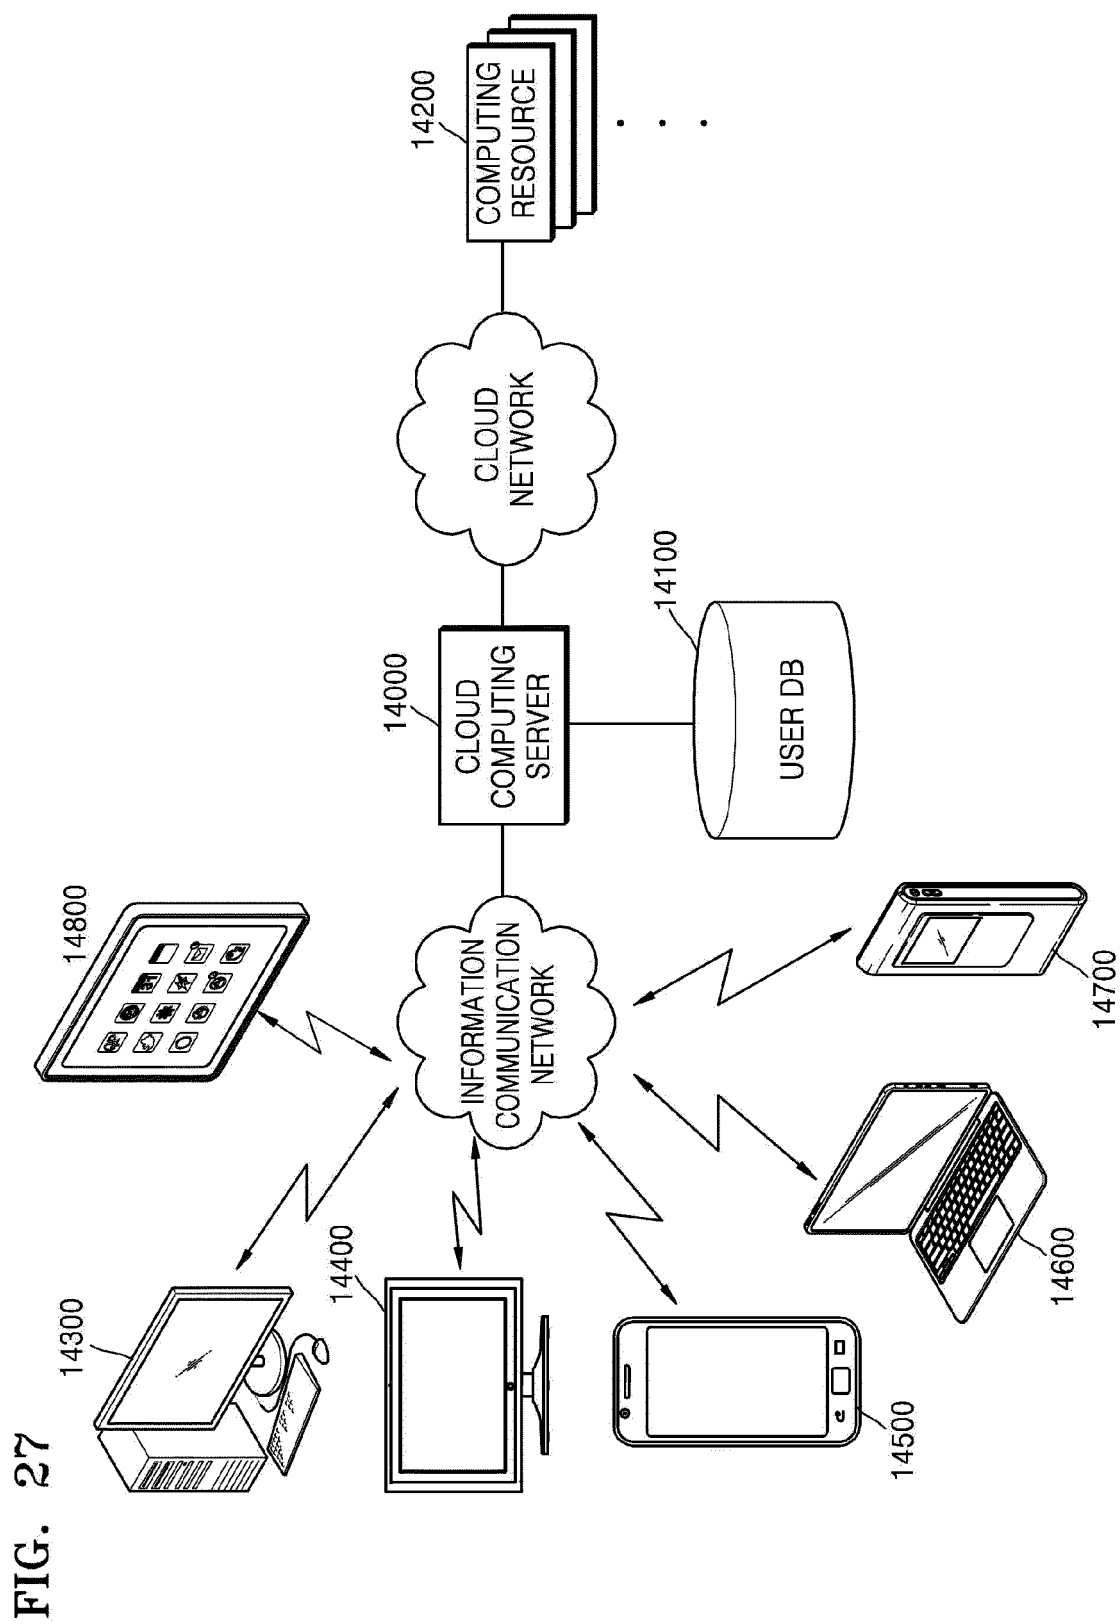 FIG. 27
14300
14800
14400
14000
14200
INFORMATION
COMMUNICATION
NETWORK
CLOUD
COMPUTING
SERVER
CLOUD
NETWORK
COMPUTING
RESOURCE
14100
USER DB
14500
14600
14700